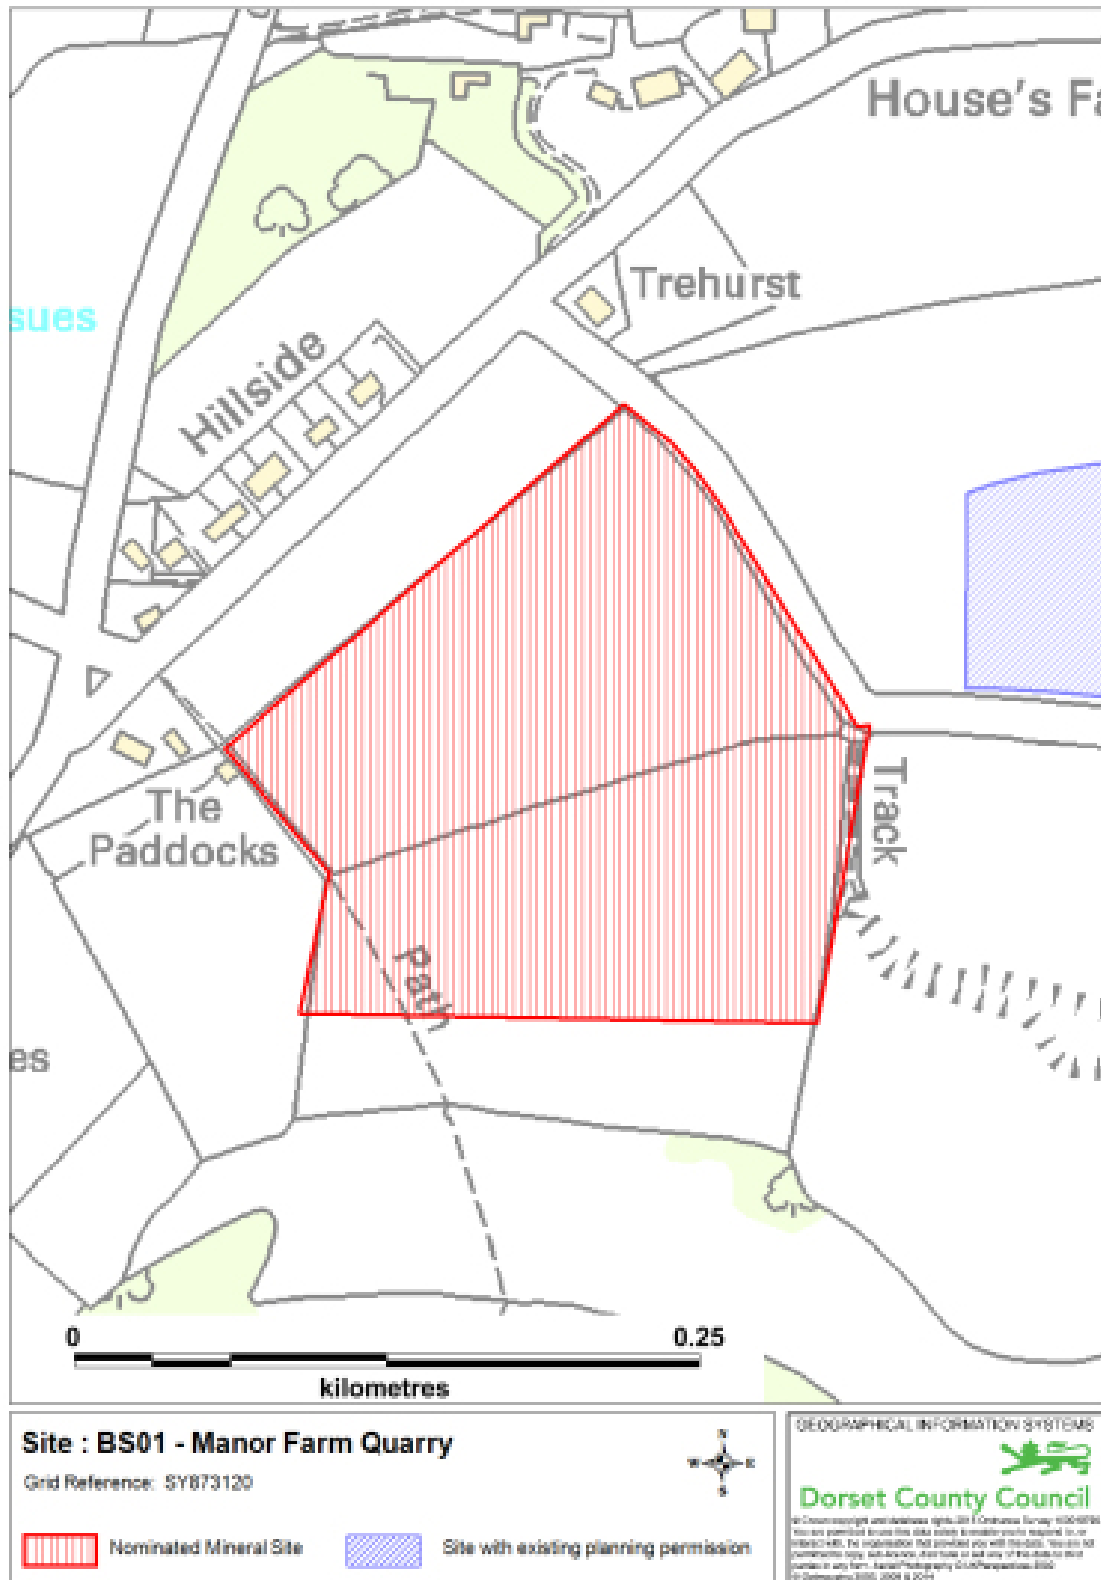 House's Fa
Trehurst
sues
Hillside
The
Paddocks
Track
Path
es
0 0.25
kilometres
Site : BS01 - Manor Farm Quarry
Grid Reference: SY873120
N
W E
S
Nominated Mineral Site
Site with existing planning permission
GEOGRAPHICAL INFORMATION SYSTEMS
Dorset County Council